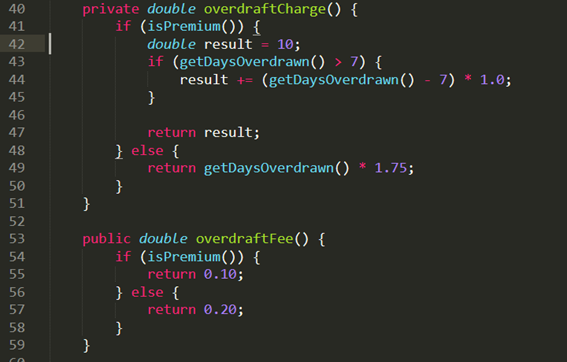 40 private double overdraftCharge() {
41 if (isPremium()) {
42 double result = 10;
43 if (getDaysOverdrawn() > 7) {
44 result += (getDaysOverdrawn() - 7) * 1.0;
45 }
46
47 return result;
48 } else {
49 return getDaysOverdrawn() * 1.75;
50 }
51 }
52
53 public double overdraftFee() {
54 if (isPremium()) {
55 return 0.10;
56 } else {
57 return 0.20;
58 }
59 }